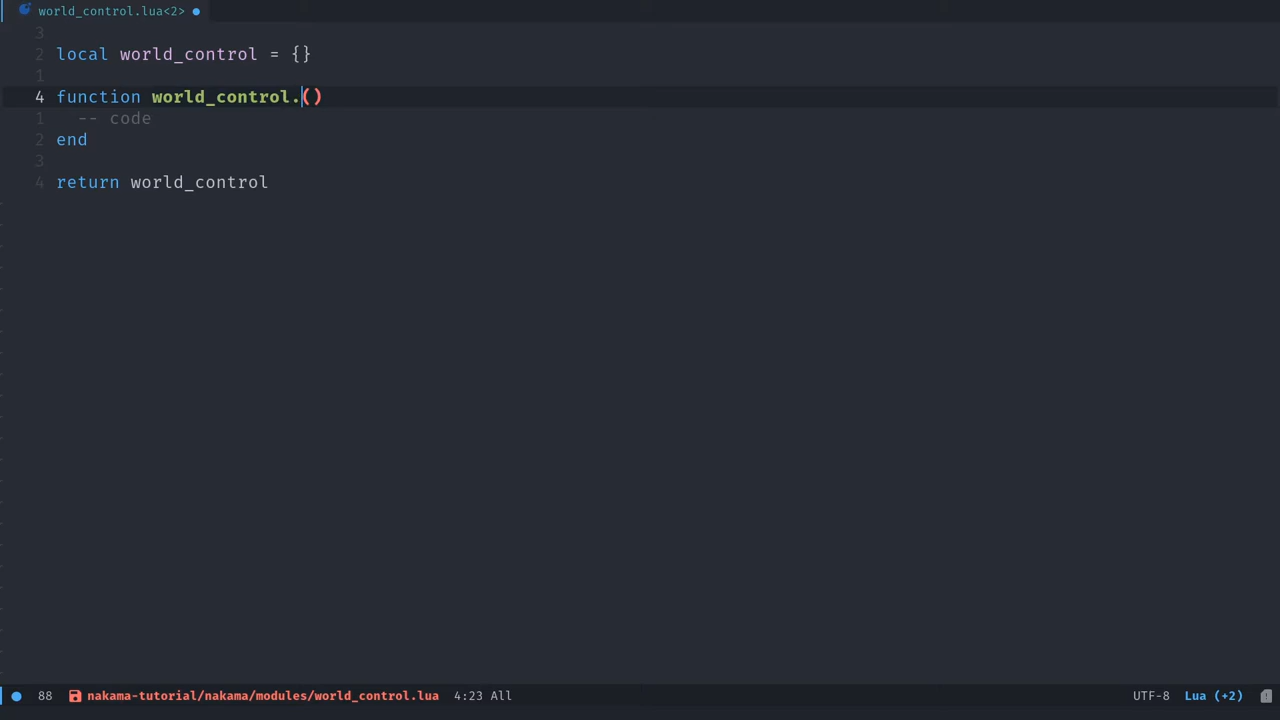 world_control.lua<2>
3
2 local world_control = {}
1
4 function world_control.()
1 -- code
2 end
3
4 return world_control
88 nakama-tutorial/nakama/modules/world_control.lua 4:23 All UTF-8 Lua (+2)